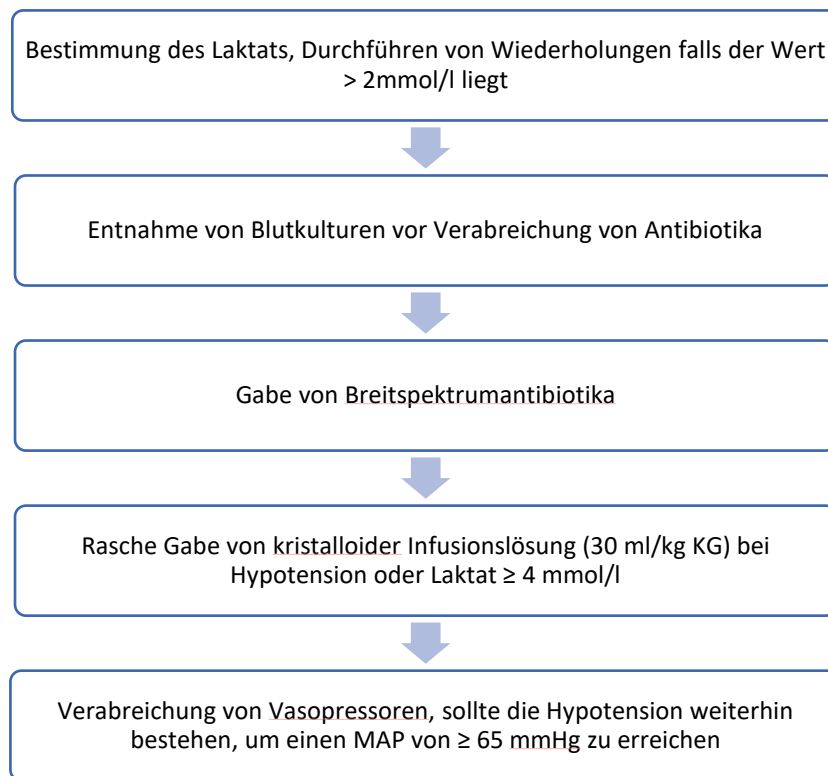 Bestimmung des Laktats, Durchführen von Wiederholungen falls der Wert
> 2mmol/l liegt
Entnahme von Blutkulturen vor Verabreichung von Antibiotika
Gabe von Breitspektrumantibiotika
Rasche Gabe von kristalloider Infusionslösung (30 ml/kg KG) bei
Hypotension oder Laktat ≥ 4 mmol/l
Verabreichung von Vasopressoren, sollte die Hypotension weiterhin
bestehen, um einen MAP von ≥ 65 mmHg zu erreichen